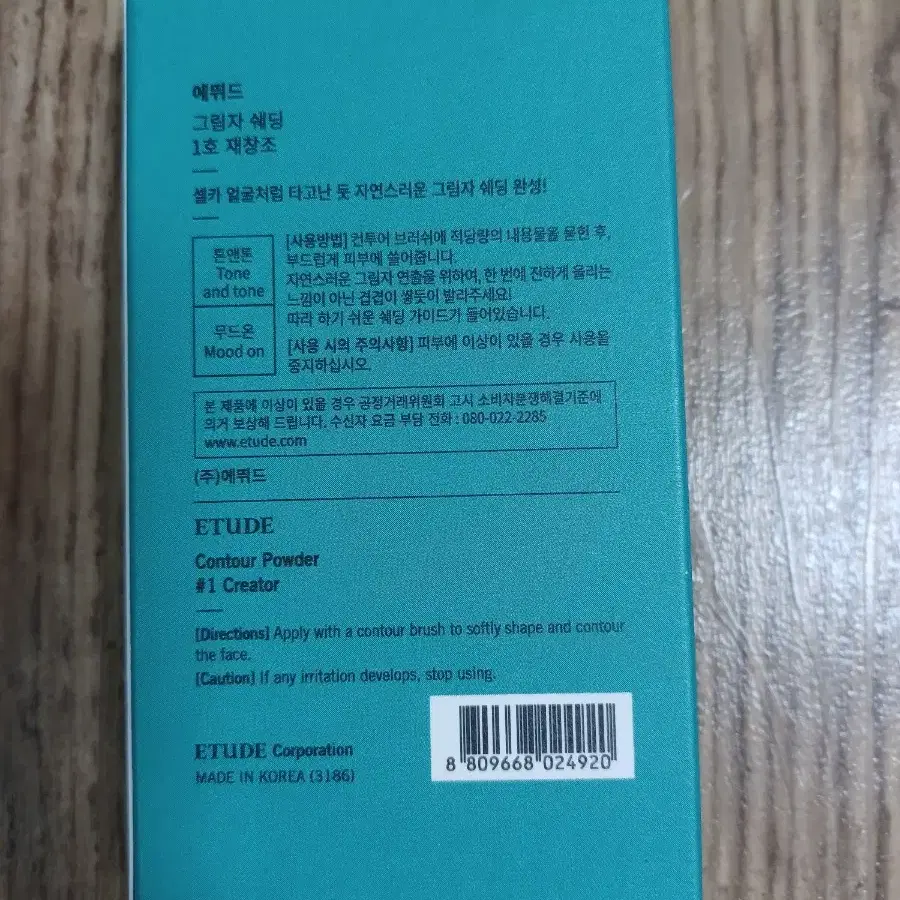 에뛰드
그림자 쉐딩
1호 재창조
셀카 얼굴처럼 타고난 듯 자연스러운 그림자 쉐딩 완성!
톤앤톤
Tone
and tone
무드온
Mood on
[사용방법] 컨투어 브러쉬에 적당량의 내용물을 묻힌 후,
부드럽게 피부에 쓸어줍니다.
자연스러운 그림자 연출을 위하여, 한 번에 진하게 올리는
느낌이 아닌 겹겹이 쌓듯이 발라주세요!
따라 하기 쉬운 쉐딩 가이드가 들어있습니다.
[사용 시의 주의사항] 피부에 이상이 있을 경우 사용을
중지하십시오.
본 제품에 이상이 있을 경우 공정거래위원회 고시 소비자분쟁해결기준에
의거 보상해 드립니다. 수신자 요금 부담 전화 : 080-022-2285
www.etude.com
(주)에뛰드
ETUDE
Contour Powder
#1 Creator
[Directions] Apply with a contour brush to softly shape and contour
the face.
[Caution] If any irritation develops, stop using.
ETUDE Corporation
MADE IN KOREA (3186)
8 809668 024920